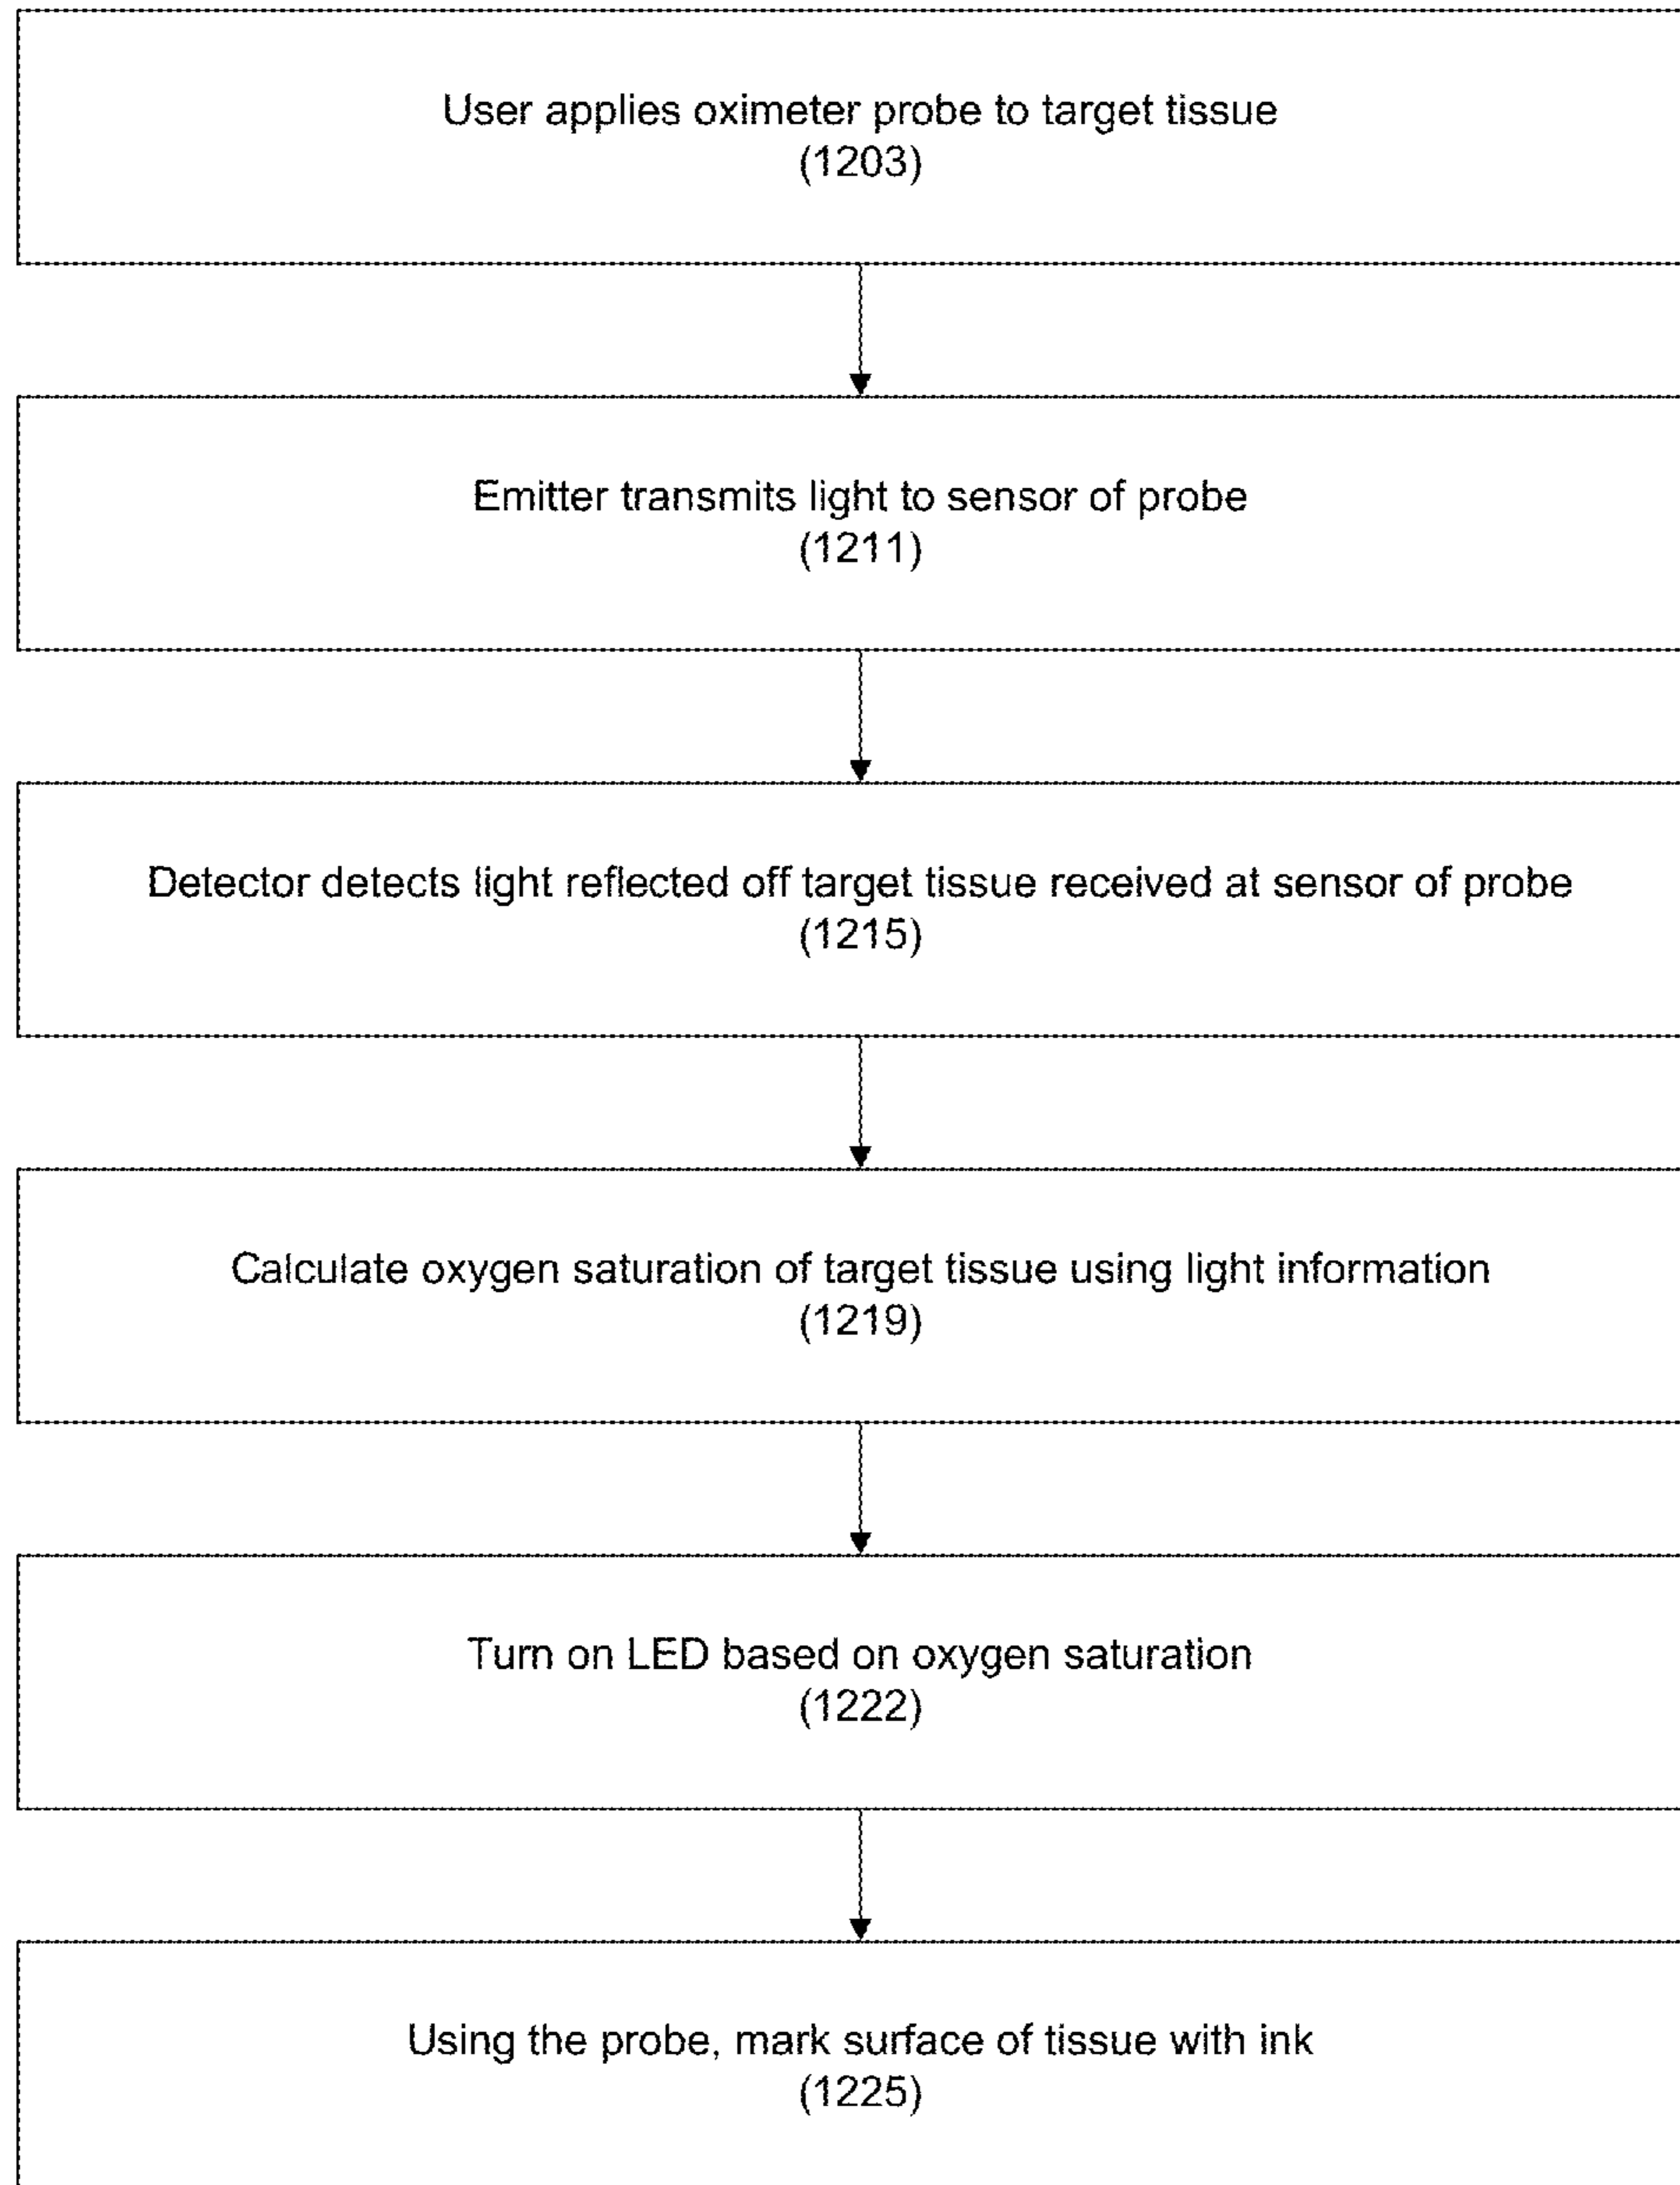 User applies oximeter probe to target tissue
(1203)
Emitter transmits light to sensor of probe
(1211)
Detector detects light reflected off target tissue received at sensor of probe
(1215)
Calculate oxygen saturation of target tissue using light information
(1219)
Turn on LED based on oxygen saturation
(1222)
Using the probe, mark surface of tissue with ink
(1225)